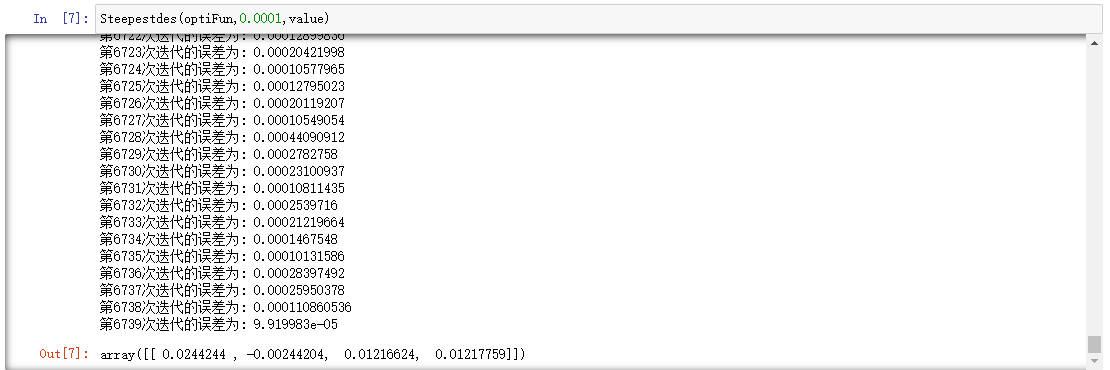 In [7]: Steepestdes(optiFun,0.0001,value)
第6722次迭代的误差为: 0.00012899836
第6723次迭代的误差为: 0.00020421998
第6724次迭代的误差为: 0.00010577965
第6725次迭代的误差为: 0.00012795023
第6726次迭代的误差为: 0.00020119207
第6727次迭代的误差为: 0.00010549054
第6728次迭代的误差为: 0.00044090912
第6729次迭代的误差为: 0.0002782758
第6730次迭代的误差为: 0.00023100937
第6731次迭代的误差为: 0.00010811435
第6732次迭代的误差为: 0.0002539716
第6733次迭代的误差为: 0.00021219664
第6734次迭代的误差为: 0.0001467548
第6735次迭代的误差为: 0.00010131586
第6736次迭代的误差为: 0.00028397492
第6737次迭代的误差为: 0.00025950378
第6738次迭代的误差为: 0.000110860536
第6739次迭代的误差为: 9.919983e-05
Out[7]: array([[ 0.0244244 , -0.00244204,  0.01216624,  0.01217759]])